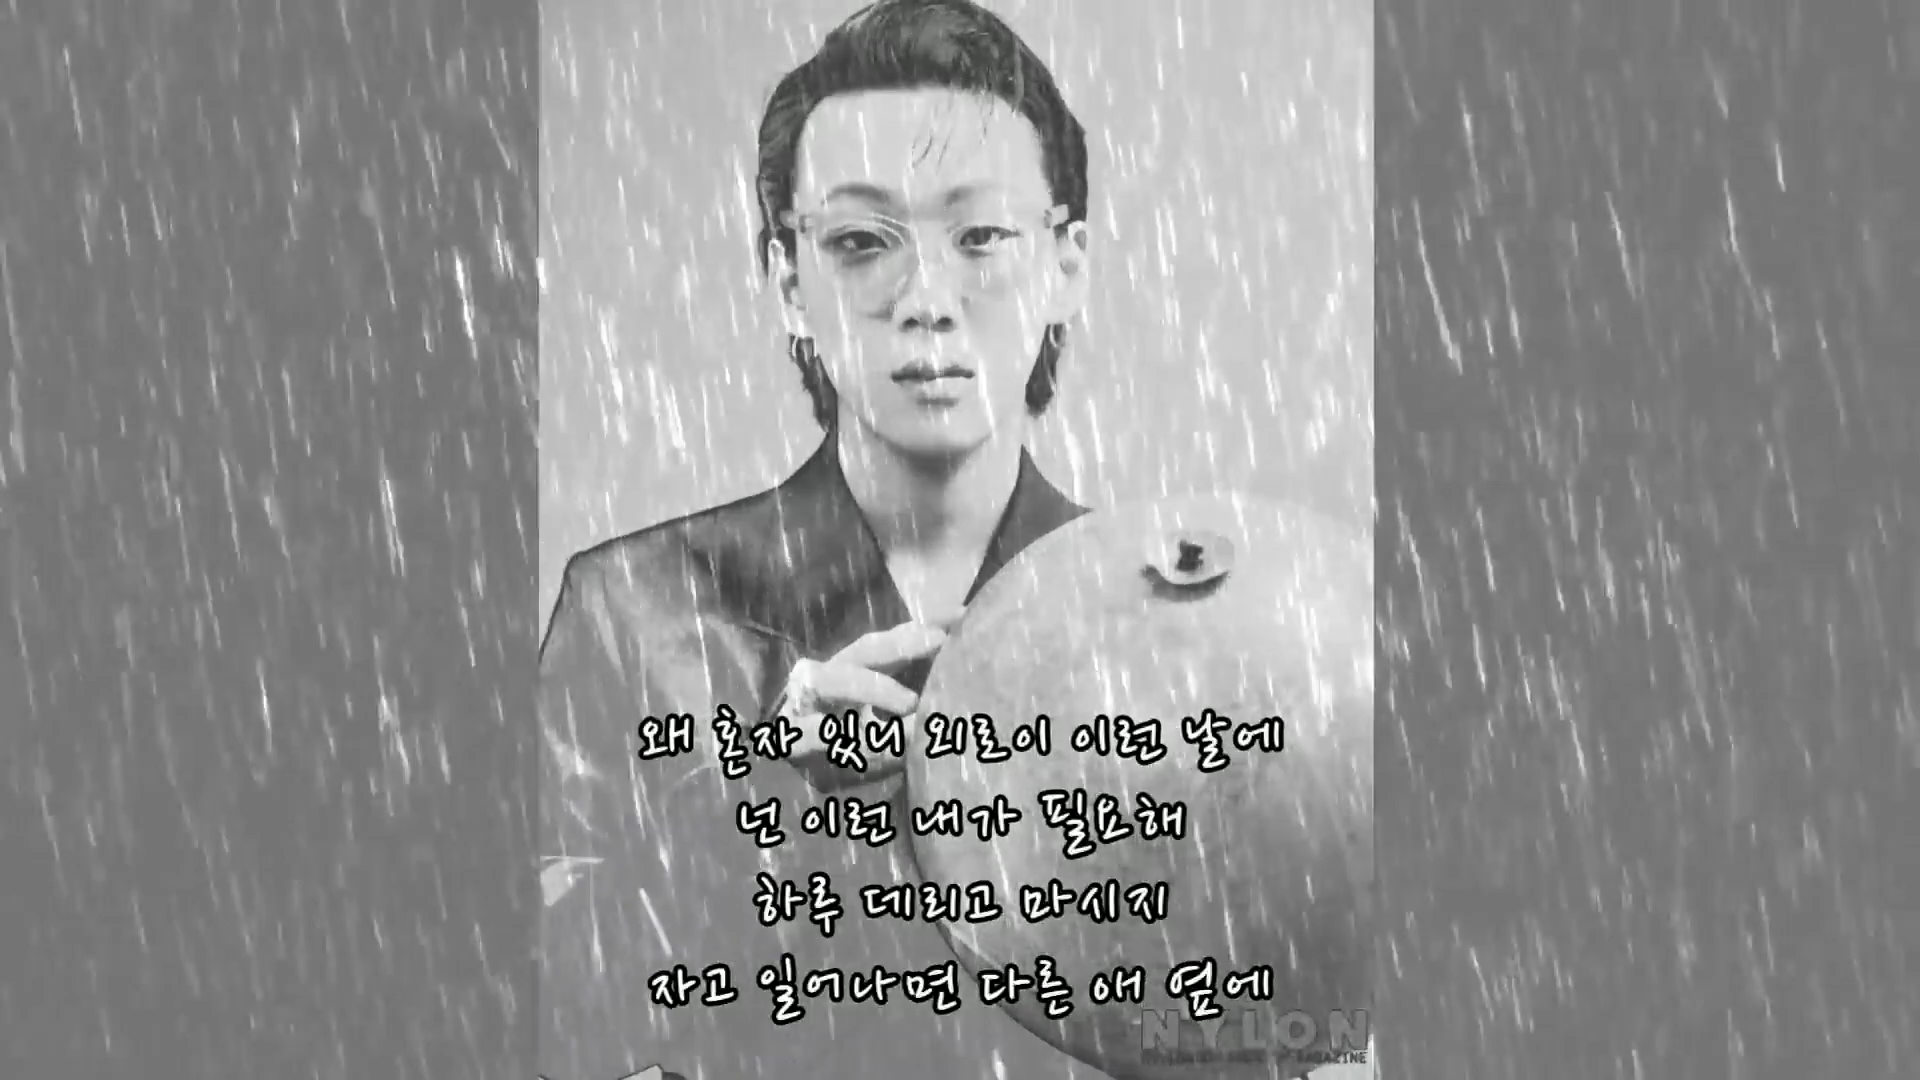 왜 혼자 있니 외로이 이런 날에
넌 이런 내가 필요해
하루 데리고 마시지
자고 일어나면 다른 애 옆에
NYLON
MAGAZINE